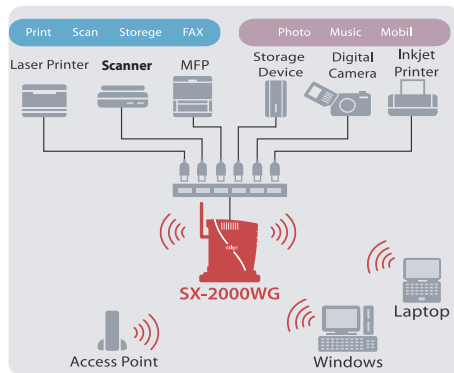 Print Scan Storege FAX
Photo Music Mobil
Laser Printer
Scanner
MFP
Storage
Device
Digital
Camera
Inkjet
Printer
SX-2000WG
Laptop
Access Point
Windows